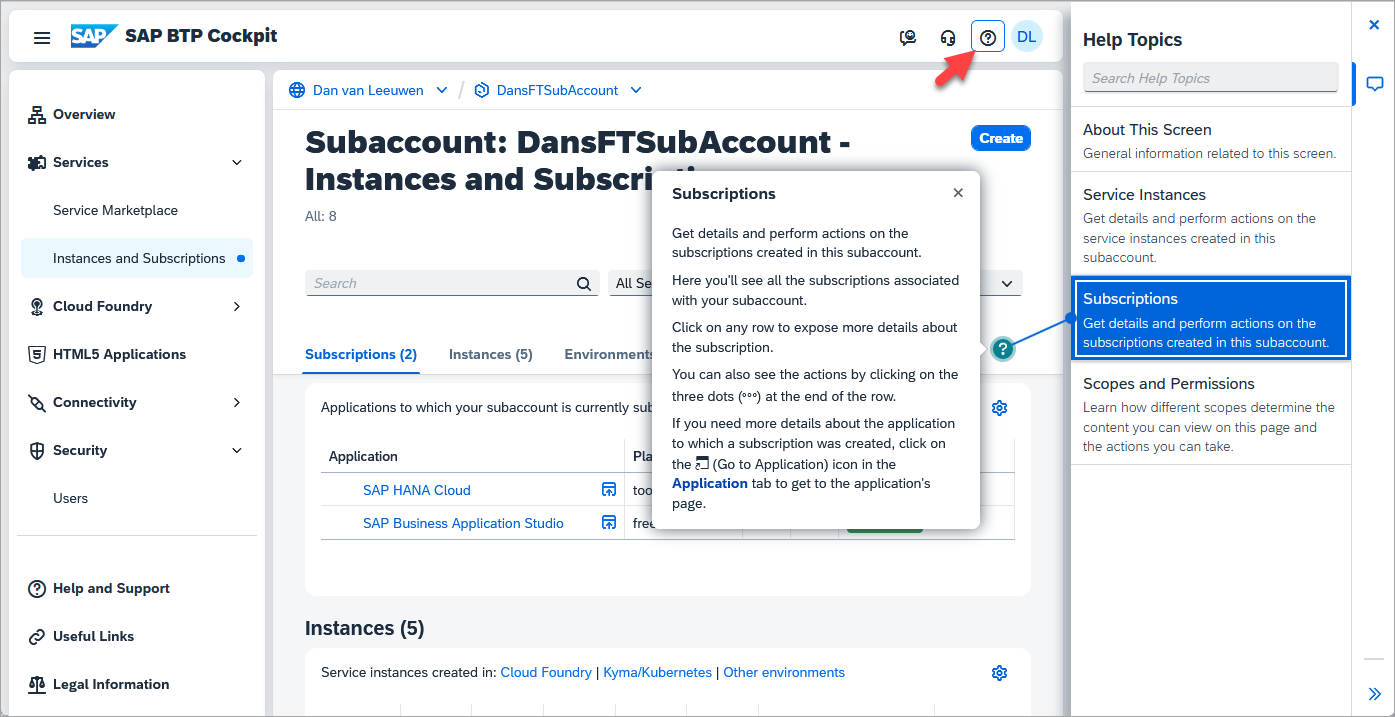 SAP SAP BTP Cockpit
DL
Overview
Services
Service Marketplace
Instances and Subscriptions
Cloud Foundry
HTML5 Applications
Connectivity
Security
Users
Help and Support
Useful Links
Legal Information
Dan van Leeuwen / DansFTSubAccount
Subaccount: DansFTSubAccount -
Instances and
Create
All: 8
Search
All
Subscriptions (2) Instances (5)
Applications to which your subaccount is currently
Application
SAP HANA Cloud
SAP Business Application Studio
Instances (5)
Service instances created in: Cloud Foundry | Kyma/Kubernetes | Other environments
Subscriptions
Get details and perform actions on the
subscriptions created in this subaccount.
Here you'll see all the subscriptions associated
with your subaccount.
Click on any row to expose more details about
the subscription.
You can also see the actions by clicking on the
three dots (°°°) at the end of the row.
If you need more details about the application
to which a subscription was created, click on
the (Go to Application) icon in the
Application tab to get to the application's
page.
?
Help Topics
Search Help Topics
About This Screen
General information related to this screen.
Service Instances
Get details and perform actions on the
service instances created in this
subaccount.
Subscriptions
Get details and perform actions on the
subscriptions created in this subaccount.
Scopes and Permissions
Learn how different scopes determine the
content you can view on this page and
the actions you can take.